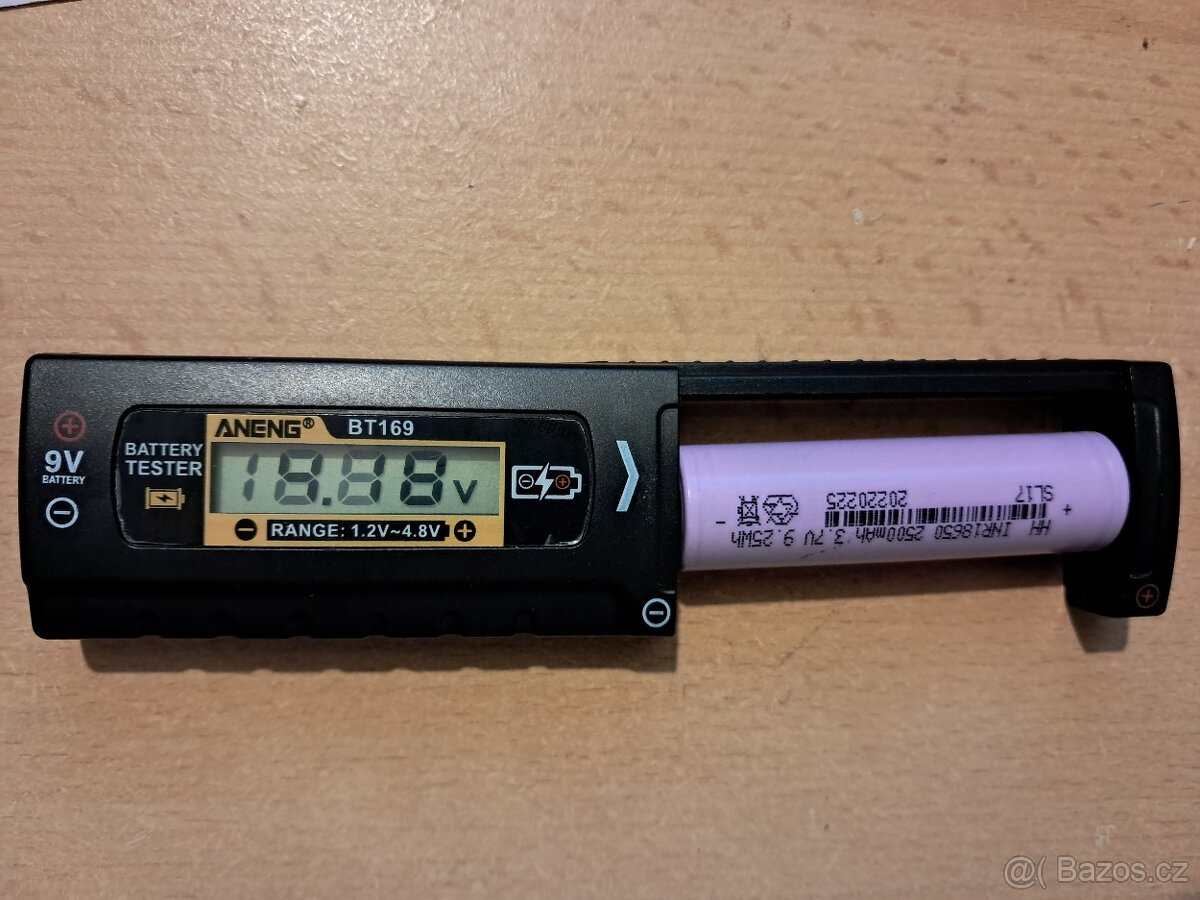 ANENG® BT169
BATTERY
TESTER
18.88 V
RANGE: 1.2V~4.8V
9V
BATTERY
HH
INR18650 2500mAh 3.7V 9.25Wh
SL17
20220225
@( Bazos.cz